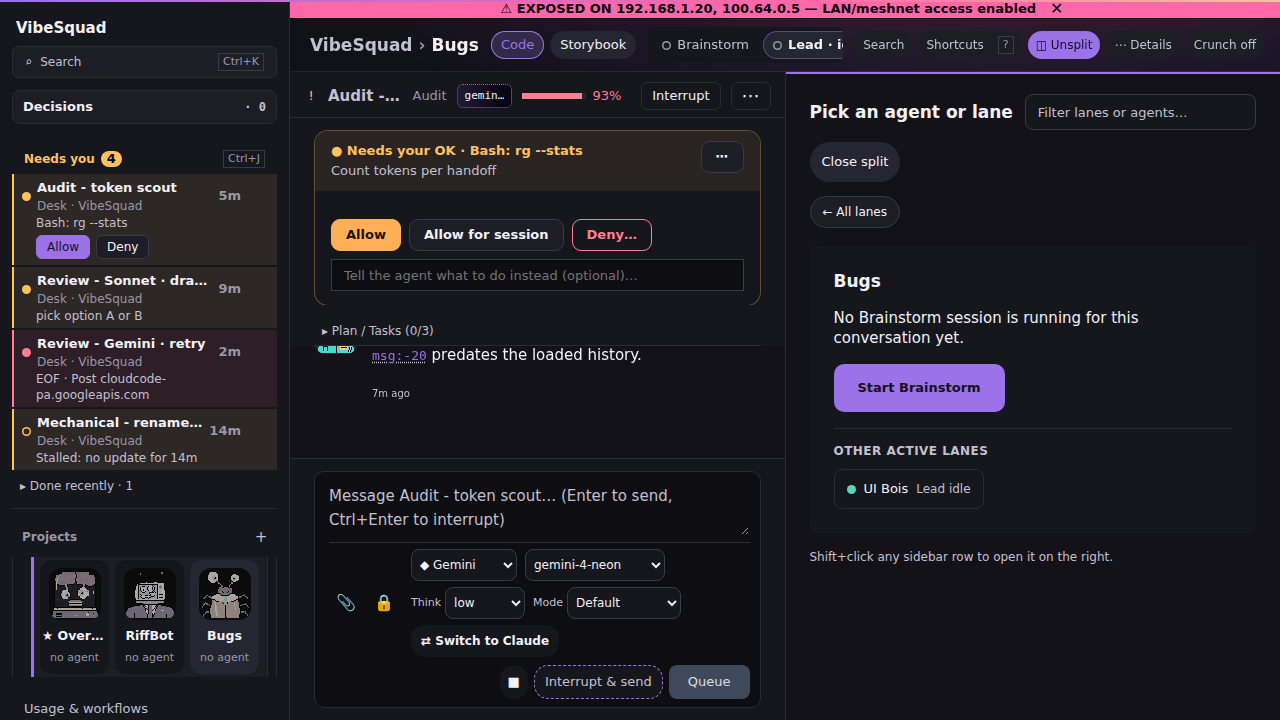 ⚠ EXPOSED ON 192.168.1.20, 100.64.0.5 — LAN/meshnet access enabled ✕
VibeSquad
Search Ctrl+K
Decisions · 0
Needs you 4 Ctrl+J
Audit - token scout 5m
Desk · VibeSquad
Bash: rg --stats
Allow Deny
Review - Sonnet · dra… 9m
Desk · VibeSquad
pick option A or B
Review - Gemini · retry 2m
Desk · VibeSquad
EOF · Post cloudcode-
pa.googleapis.com
Mechanical - rename… 14m
Desk · VibeSquad
Stalled: no update for 14m
▸ Done recently · 1
Projects +
★ Over… RiffBot Bugs
no agent no agent no agent
Usage & workflows
VibeSquad › Bugs Code Storybook Brainstorm Lead · Search Shortcuts ? Unsplit ⋯ Details Crunch off
! Audit -… Audit gemin… 93% Interrupt ⋯
● Needs your OK · Bash: rg --stats ⋯
Count tokens per handoff
Allow Allow for session Deny…
Tell the agent what to do instead (optional)…
▸ Plan / Tasks (0/3)
msg:-20 predates the loaded history.
7m ago
Message Audit - token scout… (Enter to send,
Ctrl+Enter to interrupt)
◆ Gemini gemini-4-neon
Think low Mode Default
⇄ Switch to Claude
■ Interrupt & send Queue
Pick an agent or lane Filter lanes or agents…
Close split
← All lanes
Bugs
No Brainstorm session is running for this
conversation yet.
Start Brainstorm
OTHER ACTIVE LANES
UI Bois Lead idle
Shift+click any sidebar row to open it on the right.